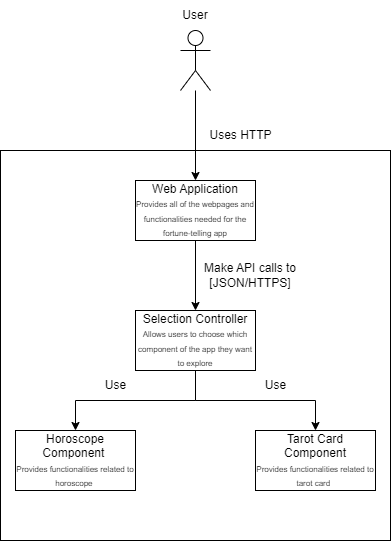 User
Uses HTTP
Web Application
Provides all of the webpages and
functionalities needed for the
fortune-telling app
Make API calls to
[JSON/HTTPS]
Selection Controller
Allows users to choose which
component of the app they want
to explore
Use
Use
Horoscope
Component
Provides functionalities related to
horoscope
Tarot Card
Component
Provides functionalities related to
tarot card